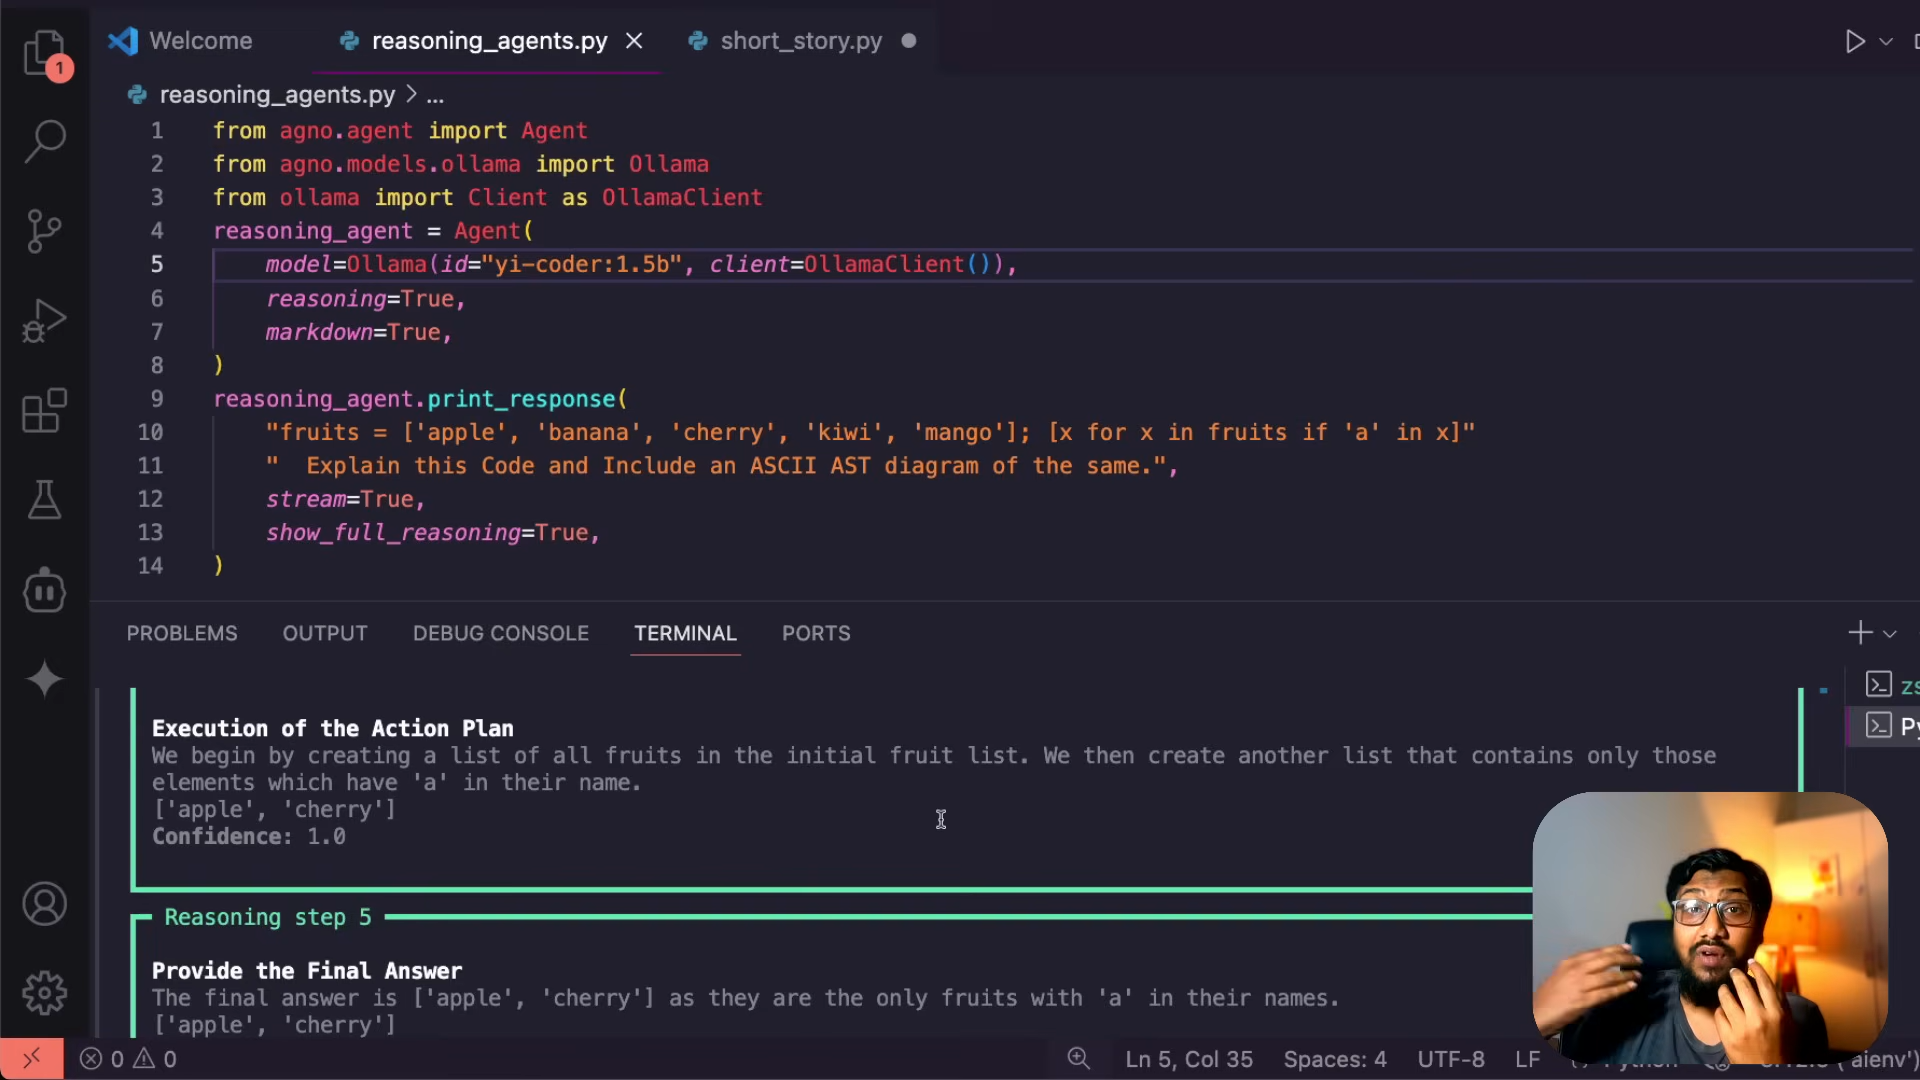 Welcome
reasoning_agents.py
short_story.py
1
reasoning_agents.py > ...
1 from agno.agent import Agent
2 from agno.models.ollama import Ollama
3 from ollama import Client as OllamaClient
4 reasoning_agent = Agent(
5 model=Ollama(id="yi-coder:1.5b", client=OllamaClient()),
6 reasoning=True,
7 markdown=True,
8 )
9 reasoning_agent.print_response(
10 "fruits = ['apple', 'banana', 'cherry', 'kiwi', 'mango']; [x for x in fruits if 'a' in x]"
11 "  Explain this Code and Include an ASCII AST diagram of the same.",
12 stream=True,
13 show_full_reasoning=True,
14 )
PROBLEMS OUTPUT DEBUG CONSOLE TERMINAL PORTS
Execution of the Action Plan
We begin by creating a list of all fruits in the initial fruit list. We then create another list that contains only those
elements which have 'a' in their name.
['apple', 'cherry']
Confidence: 1.0
Reasoning step 5
Provide the Final Answer
The final answer is ['apple', 'cherry'] as they are the only fruits with 'a' in their names.
['apple', 'cherry']
0 0
Ln 5, Col 35 Spaces: 4 UTF-8 LF